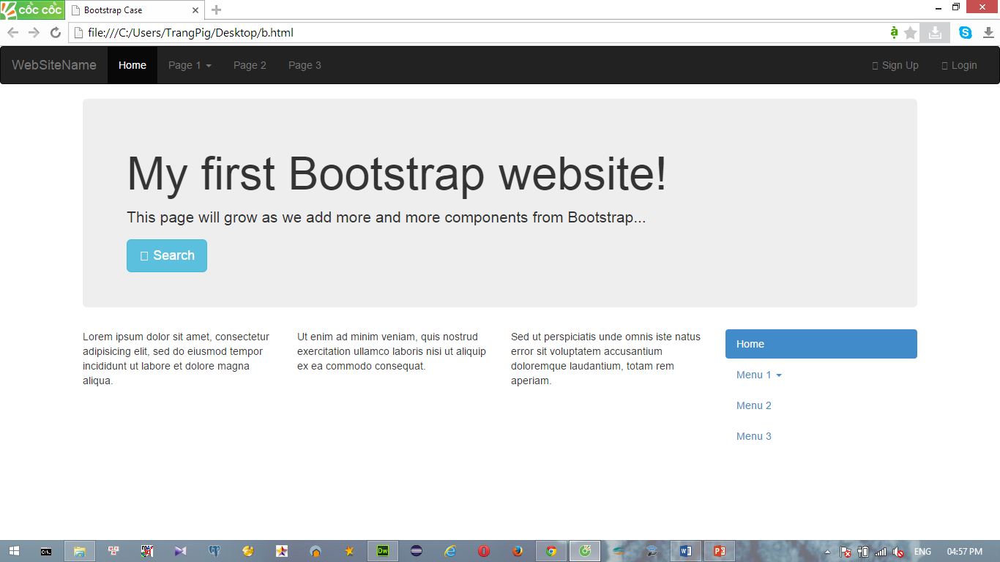 CỐC CỐC
Bootstrap Case
file:///C:/Users/TrangPig/Desktop/b.html
WebSiteName Home Page 1 Page 2 Page 3 Sign Up Login
My first Bootstrap website!
This page will grow as we add more and more components from Bootstrap...
Search
Lorem ipsum dolor sit amet, consectetur
adipisicing elit, sed do eiusmod tempor
incididunt ut labore et dolore magna
aliqua.
Ut enim ad minim veniam, quis nostrud
exercitation ullamco laboris nisi ut aliquip
ex ea commodo consequat.
Sed ut perspiciatis unde omnis iste natus
error sit voluptatem accusantium
doloremque laudantium, totam rem
aperiam.
Home
Menu 1
Menu 2
Menu 3
C:\.
Dw
ENG 04:57 PM